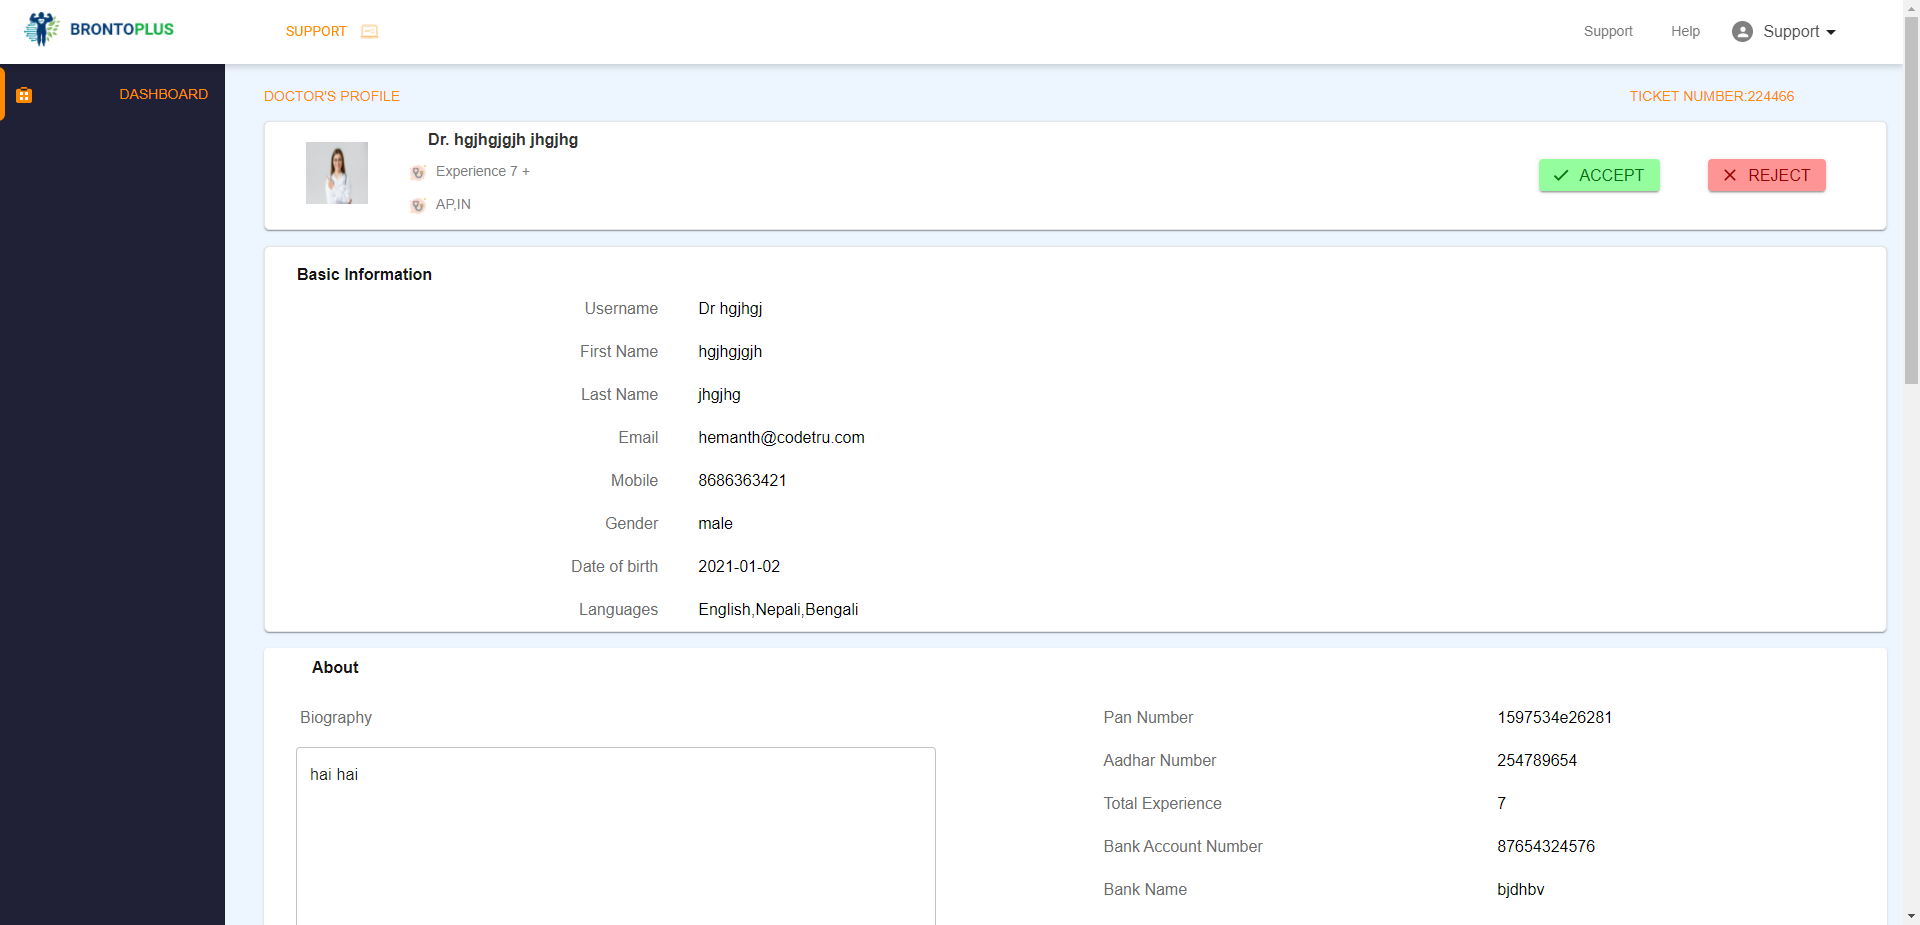 BRONTOPLUS
SUPPORT
Support
Help
Support
DASHBOARD
DOCTOR'S PROFILE
TICKET NUMBER:224466
Dr. hgjhgjgjh jhgjhg
Experience 7 +
AP,IN
ACCEPT
REJECT
Basic Information
Username Dr hgjhgj
First Name hgjhgjgjh
Last Name jhgjhg
Email hemanth@codetru.com
Mobile 8686363421
Gender male
Date of birth 2021-01-02
Languages English,Nepali,Bengali
About
Biography
hai hai
Pan Number 1597534e26281
Aadhar Number 254789654
Total Experience 7
Bank Account Number 87654324576
Bank Name bjdhbv